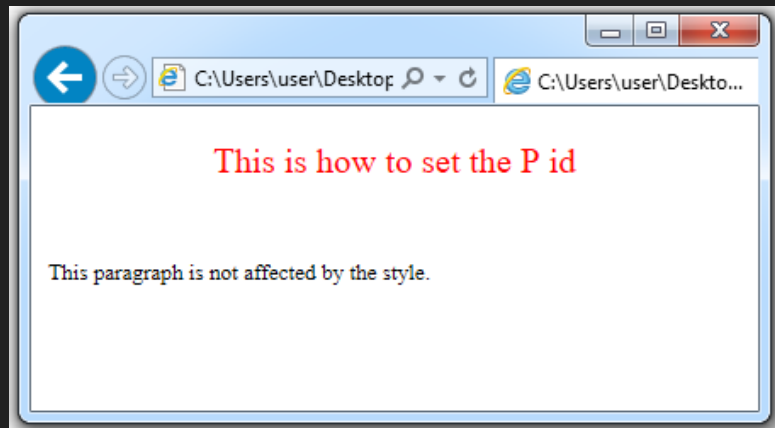 C:\Users\user\Desktop
C:\Users\user\Deskto...
This is how to set the P id
This paragraph is not affected by the style.